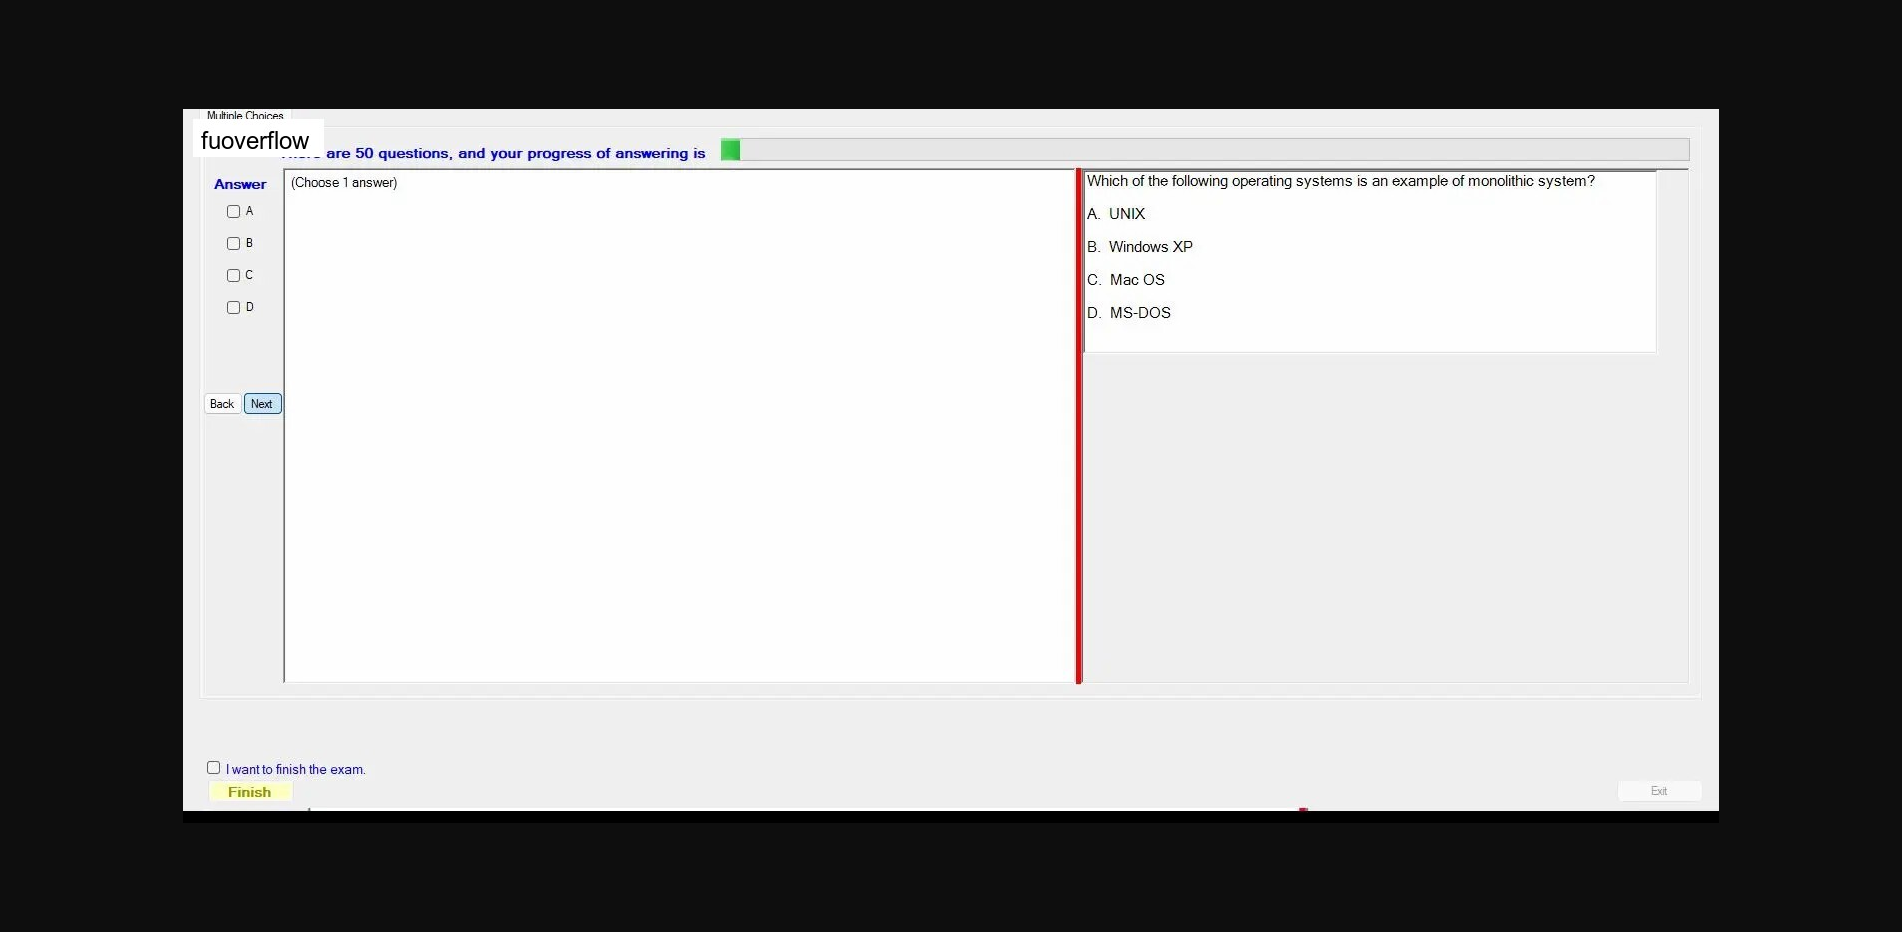 Multiple Choices
fuoverflow
are 50 questions, and your progress of answering is
Answer
(Choose 1 answer)
A
B
C
D
Back Next
Which of the following operating systems is an example of monolithic system?
A. UNIX
B. Windows XP
C. Mac OS
D. MS-DOS
I want to finish the exam.
Finish
Exit